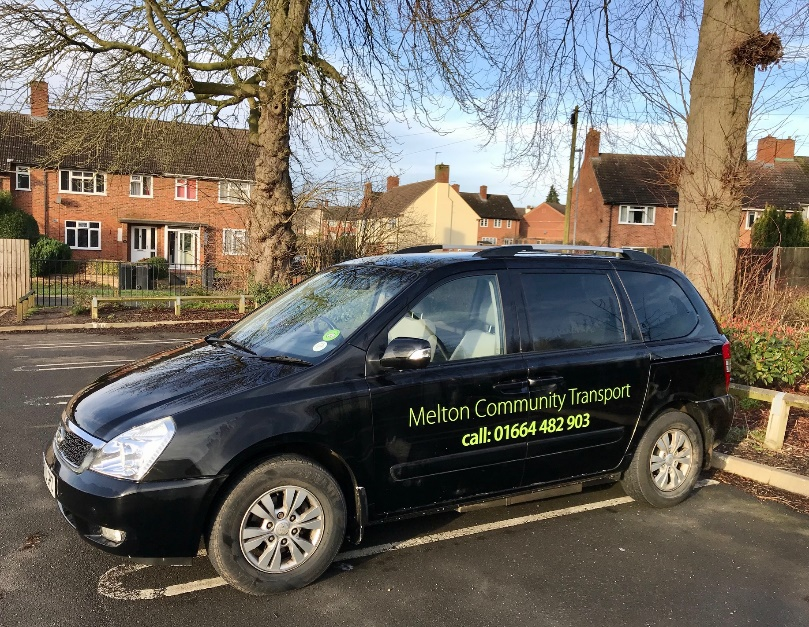 Melton Community Transport
call: 01664 482 903